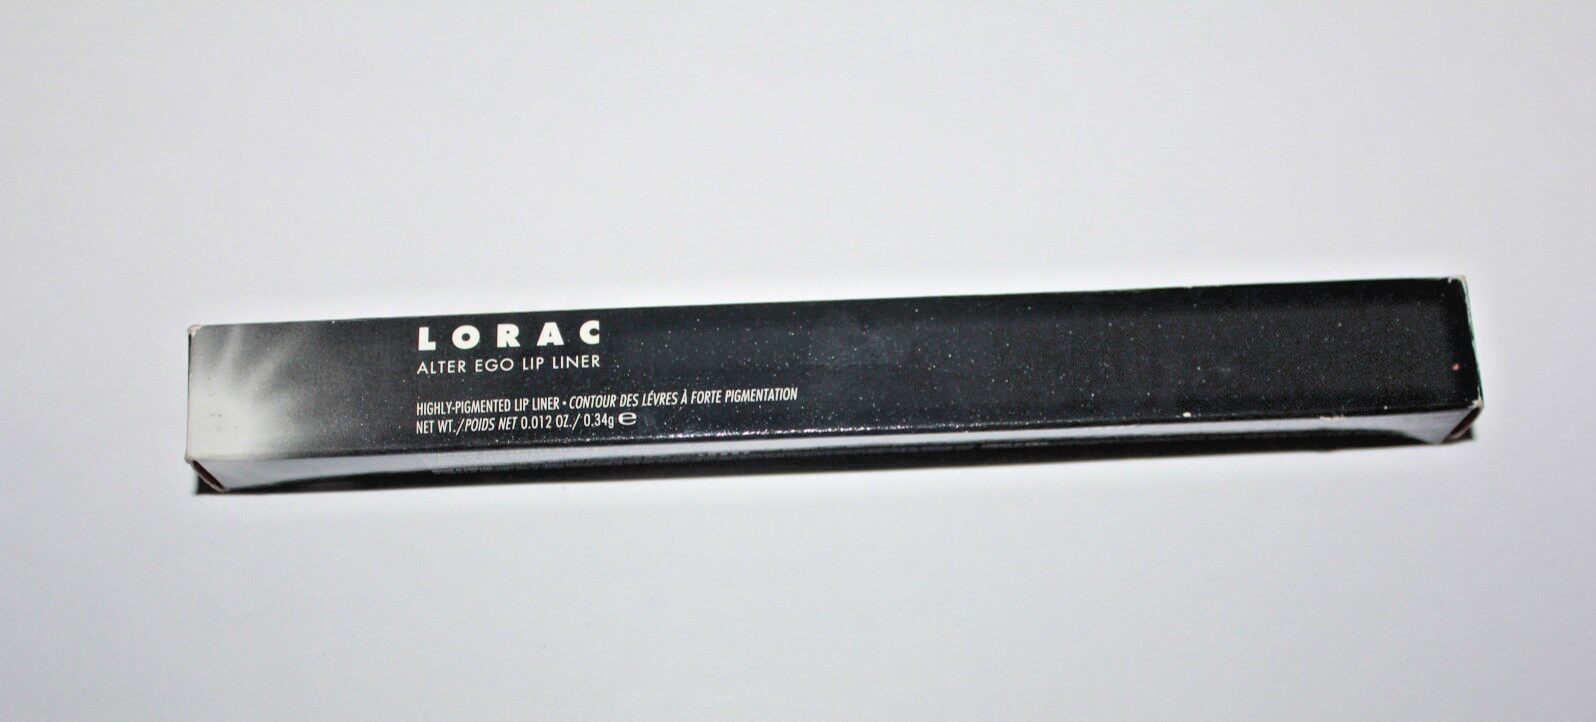 LORAC
ALTER EGO LIP LINER
HIGHLY-PIGMENTED LIP LINER • CONTOUR DES LÉVRES À FORTE PIGMENTATION
NET WT./POIDS NET 0.012 OZ./ 0.34g ℮